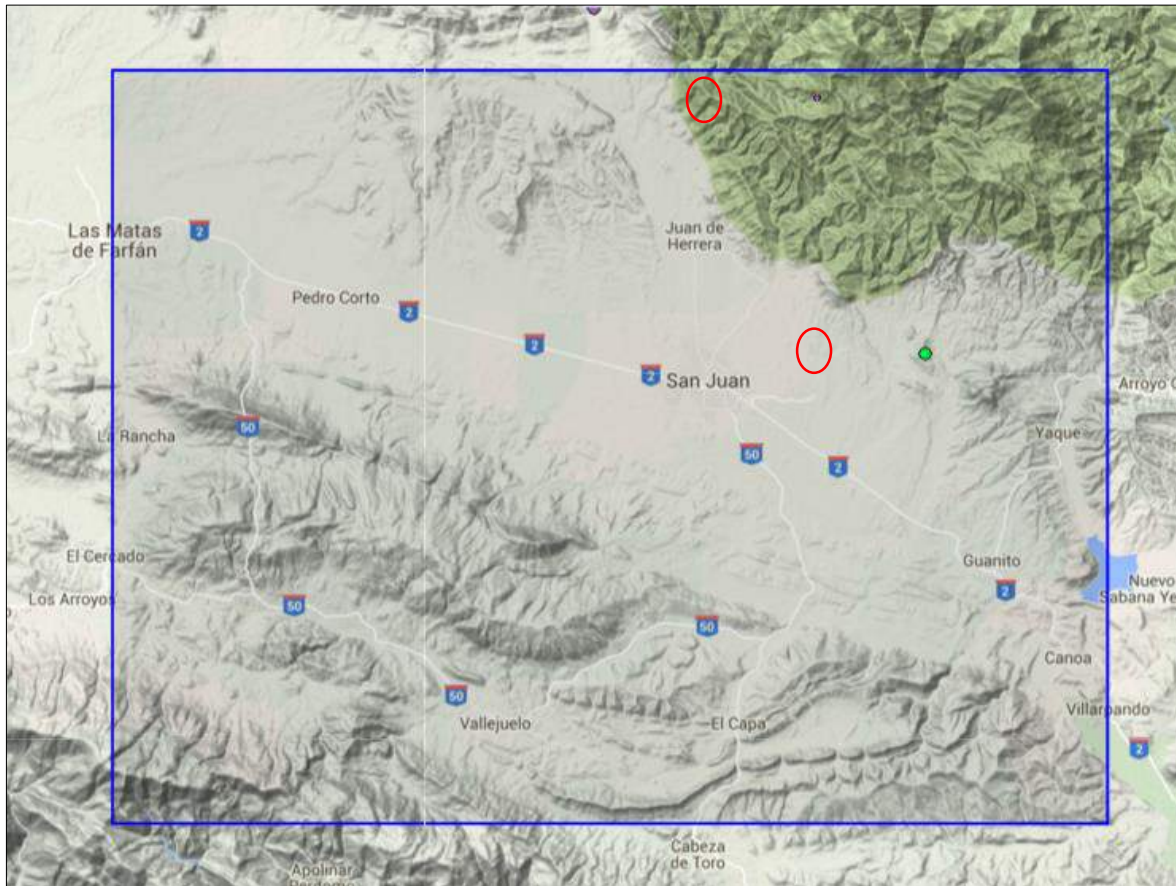 Juan de
Herrera
Las Matas
de Farfán
2
Pedro Corto
2
2
2
San Juan
Arroyo
La Rancha
50
Yaque
50
2
El Cercado
Guanito
Los Arroyos
50
2
Nuevo
Sabana Ye
50
Canoa
50
Vallejuelo
El Capa
Villarpando
2
Cabeza
de Toro
Apolinar
Perdomo